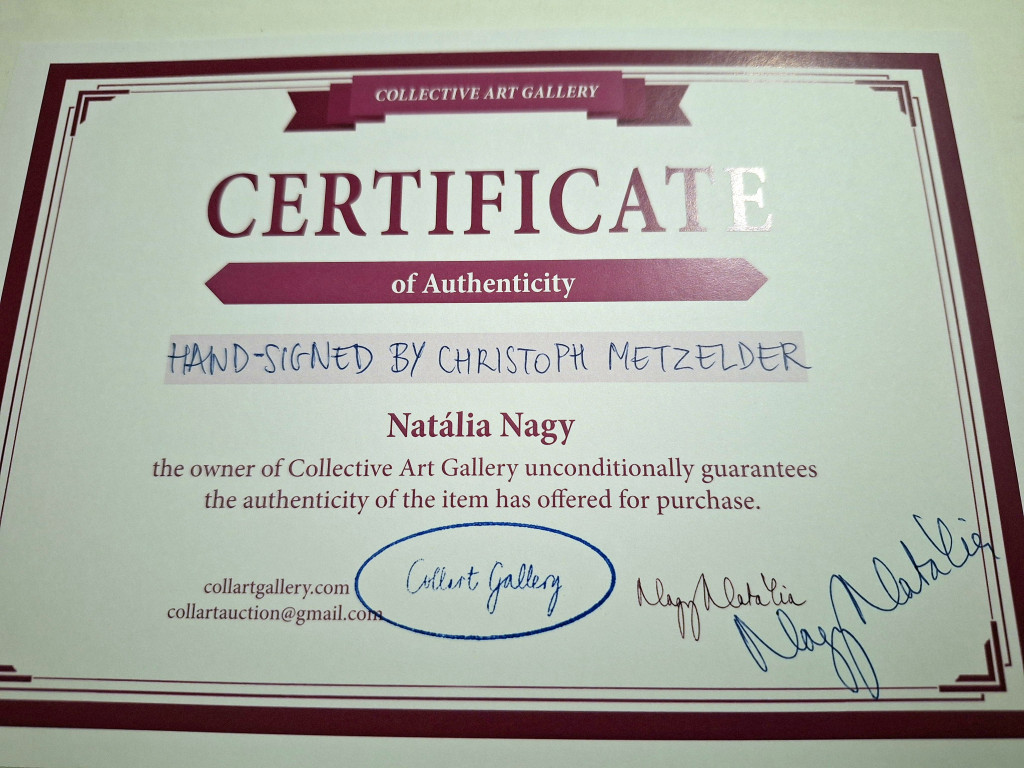 COLLECTIVE ART GALLERY
CERTIFICATE
of Authenticity
HAND-SIGNED BY CHRISTOPH METZELDER
Natália Nagy
the owner of Collective Art Gallery unconditionally guarantees
the authenticity of the item has offered for purchase.
collartgallery.com
collartauction@gmail.com
Collart Gallery
Nagy Natália
Nagy Natália